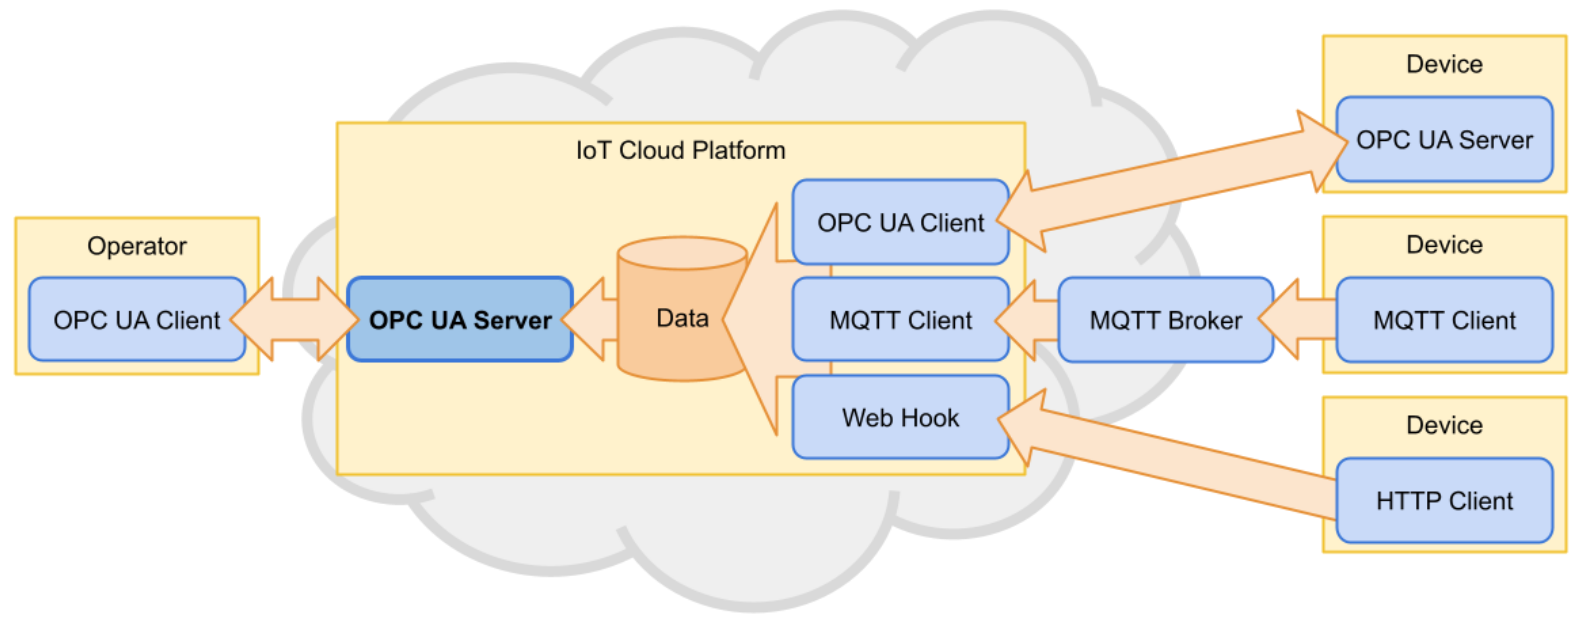 Operator
OPC UA Client
IoT Cloud Platform
OPC UA Server
Data
OPC UA Client
MQTT Client
Web Hook
MQTT Broker
Device
OPC UA Server
Device
MQTT Client
Device
HTTP Client